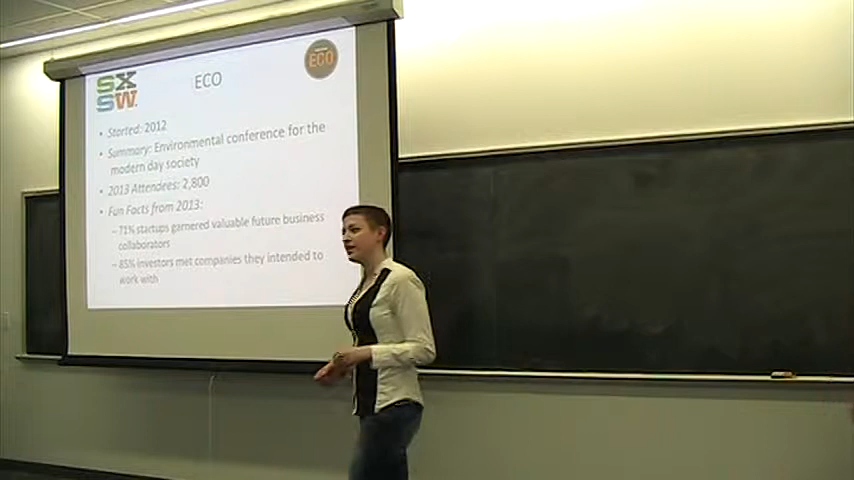 SX
SW.
ECO
ECO
• Started: 2012
• Summary: Environmental conference for the
modern day society
• 2013 Attendees: 2,800
• Fun Facts from 2013:
– 71% startups garnered valuable future business
collaborators
– 85% investors met companies they intended to
work with